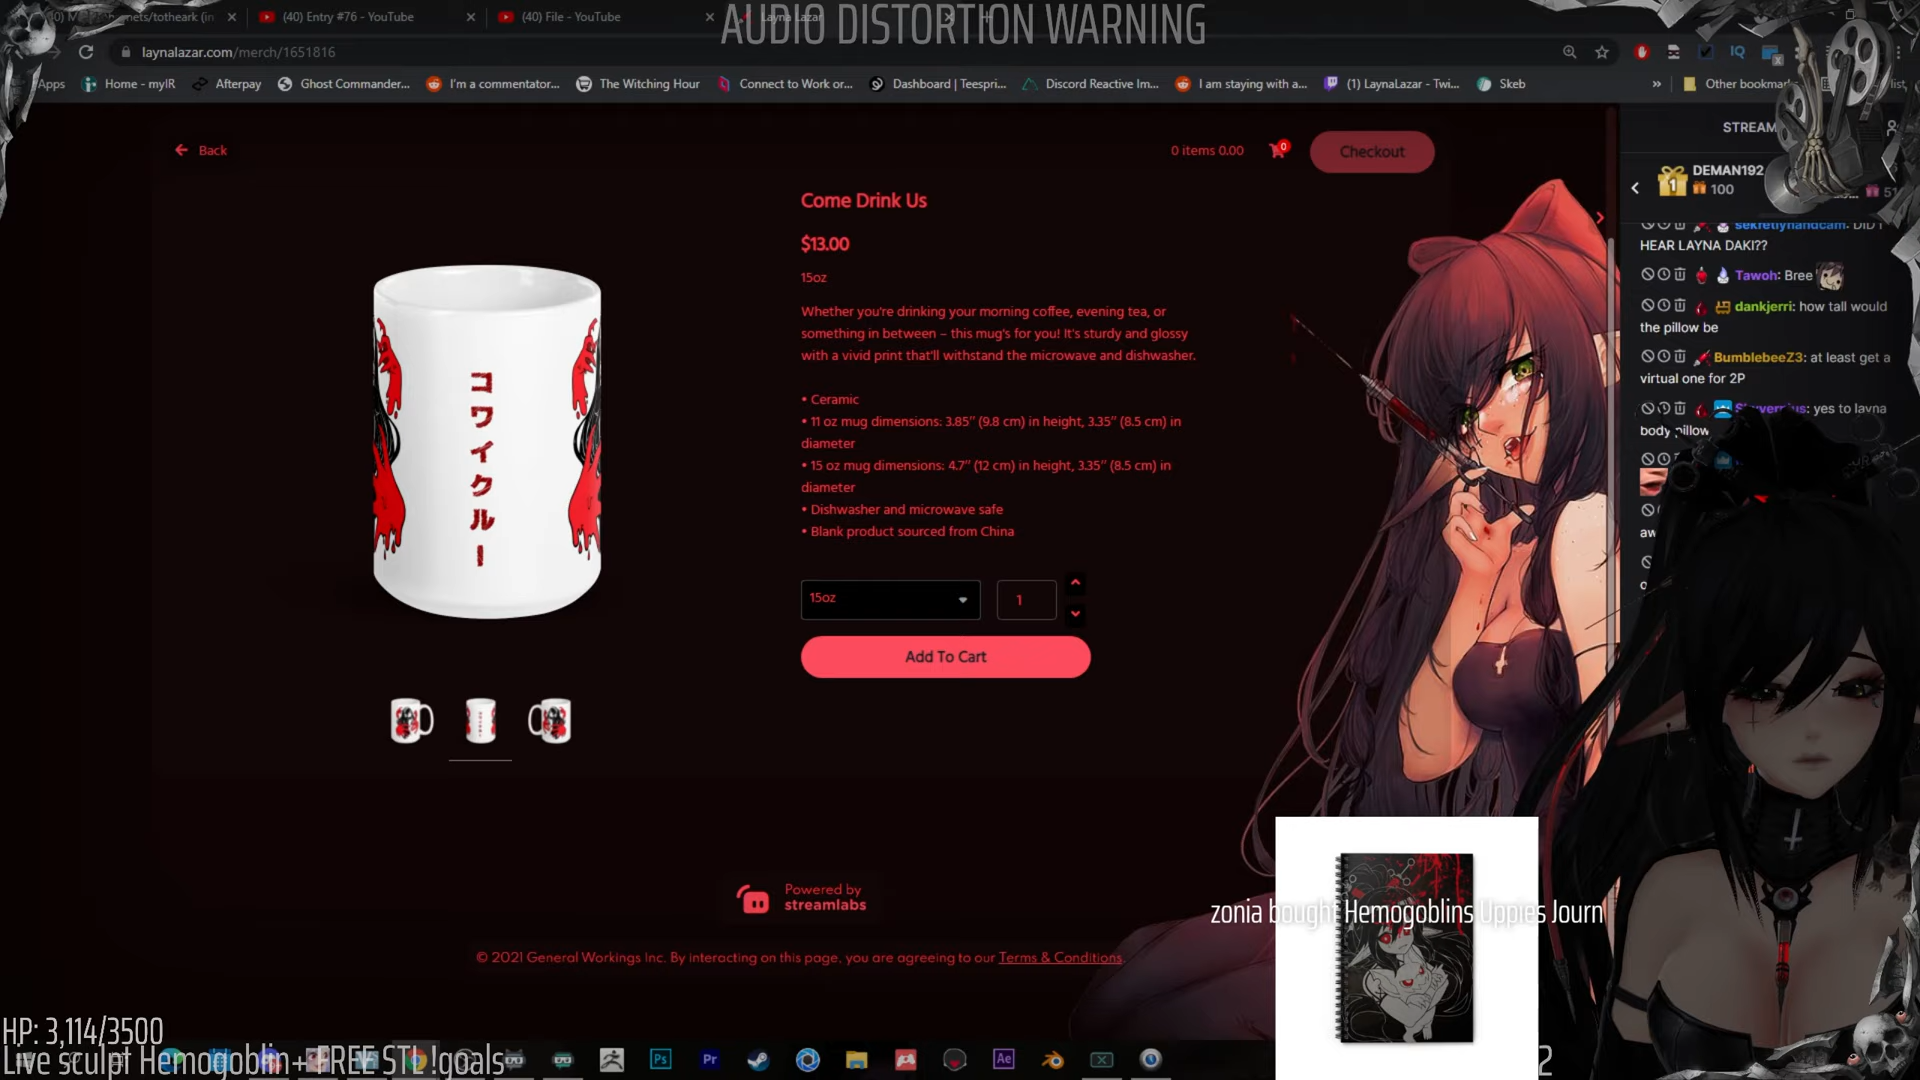 AUDIO DISTORTION WARNING
(40) Entry #76 - YouTube
(40) File - YouTube
Layna Lazar
laynalazar.com/merch/1651816
Apps
Home - myIR
Afterpay
Ghost Commander...
I'm a commentator...
The Witching Hour
Connect to Work or...
Dashboard | Teespri...
Discord Reactive Im...
I am staying with a...
(1) LaynaLazar - Twi...
Skeb
»
Other bookmar
Back
0 items 0.00
0
Checkout
Come Drink Us
$13.00
15oz
Whether you're drinking your morning coffee, evening tea, or
something in between – this mug's for you! It's sturdy and glossy
with a vivid print that'll withstand the microwave and dishwasher.
• Ceramic
• 11 oz mug dimensions: 3.85″ (9.8 cm) in height, 3.35″ (8.5 cm) in
diameter
• 15 oz mug dimensions: 4.7″ (12 cm) in height, 3.35″ (8.5 cm) in
diameter
• Dishwasher and microwave safe
• Blank product sourced from China
15oz
1
Add To Cart
コワイクルー
Powered by
streamlabs
© 2021 General Workings Inc. By interacting on this page, you are agreeing to our Terms & Conditions.
STREAM
DEMAN192
1
100
HEAR LAYNA DAKI??
Tawoh: Bree
dankjerri: how tall would
the pillow be
BumblebeeZ3: at least get a
virtual one for 2P
yes to layna
body pillow
zonia bought Hemogoblins Uppies Journ
HP: 3,114/3500
Live sculpt Hemogoblin+ FREE STL !goals
Ps
Pr
Ae
2